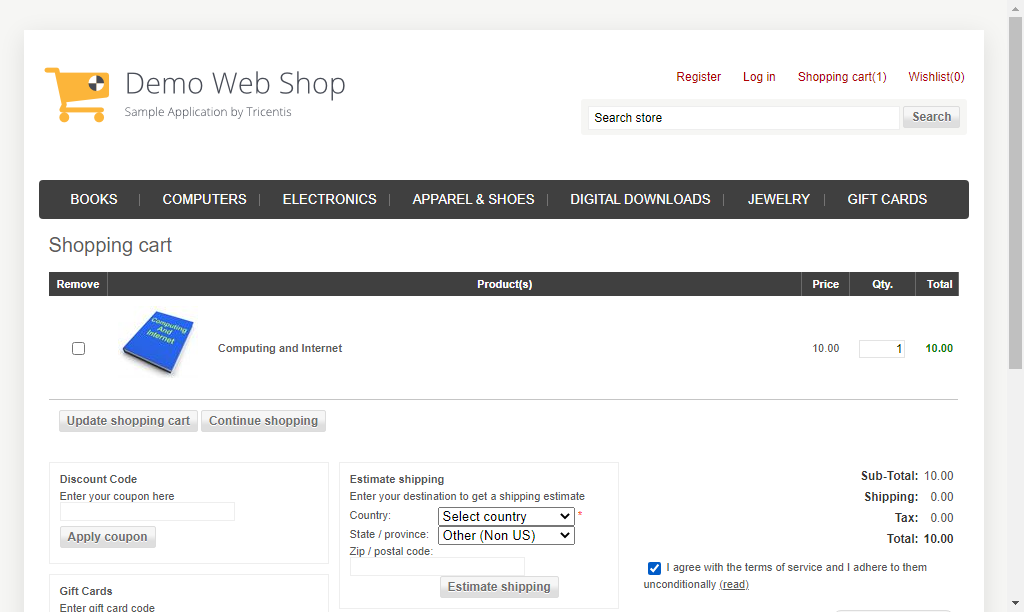 Demo Web Shop
Sample Application by Tricentis
Register Log in Shopping cart(1) Wishlist(0)
Search store Search
BOOKS COMPUTERS ELECTRONICS APPAREL & SHOES DIGITAL DOWNLOADS JEWELRY GIFT CARDS
Shopping cart
Remove Product(s) Price Qty. Total
Computing And Internet
Computing and Internet 10.00 1 10.00
Update shopping cart Continue shopping
Discount Code
Enter your coupon here
Apply coupon
Gift Cards
Enter gift card code
Estimate shipping
Enter your destination to get a shipping estimate
Country: Select country *
State / province: Other (Non US)
Zip / postal code:
Estimate shipping
Sub-Total: 10.00
Shipping: 0.00
Tax: 0.00
Total: 10.00
I agree with the terms of service and I adhere to them
unconditionally (read)